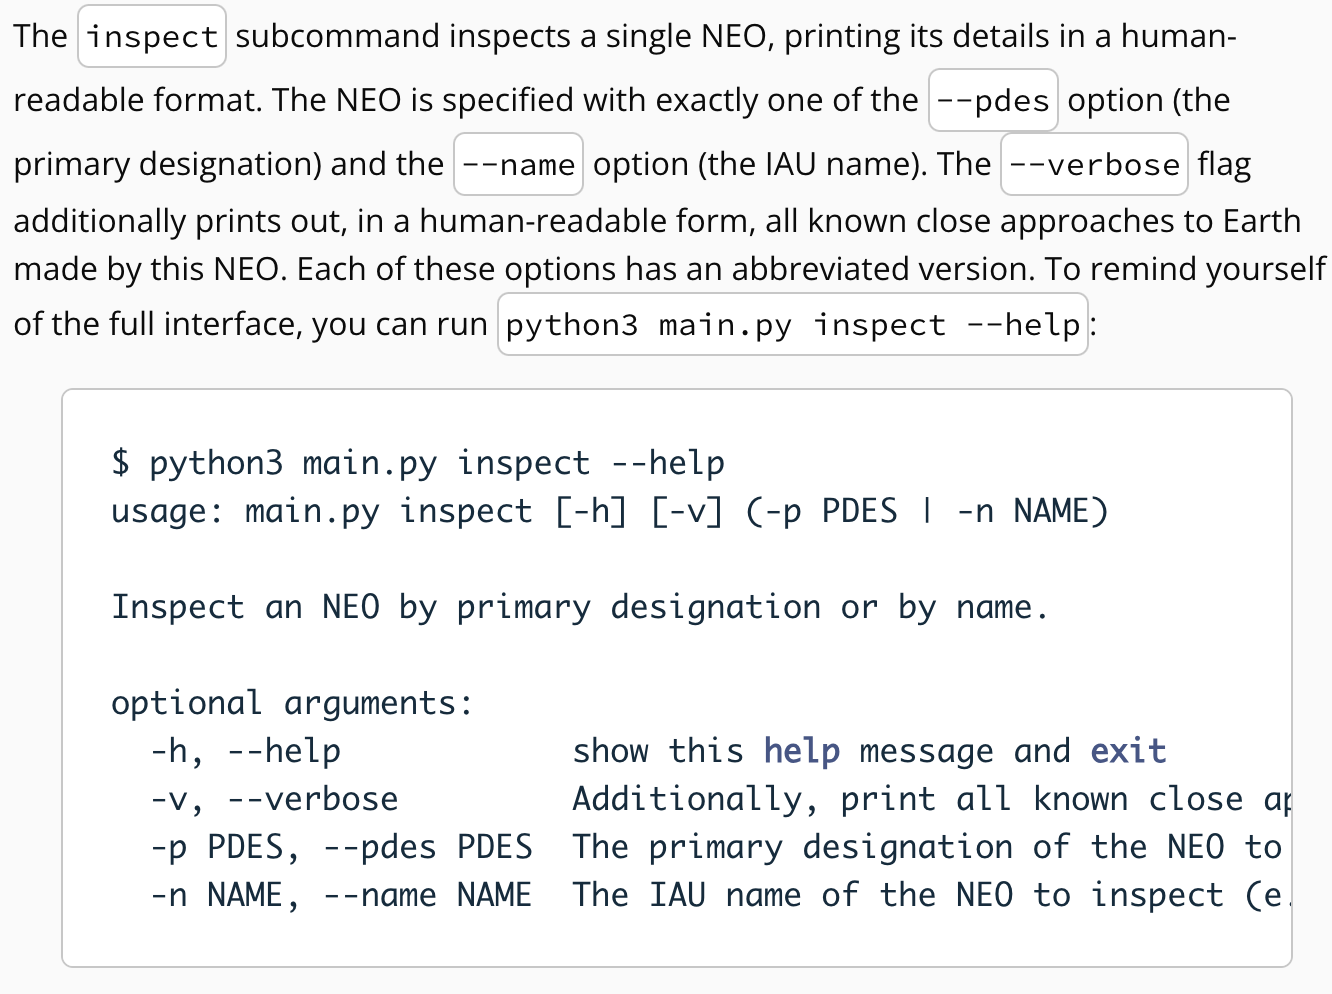 The inspect subcommand inspects a single NEO, printing its details in a human-
readable format. The NEO is specified with exactly one of the --pdes option (the
primary designation) and the --name option (the IAU name). The --verbose flag
additionally prints out, in a human-readable form, all known close approaches to Earth
made by this NEO. Each of these options has an abbreviated version. To remind yourself
of the full interface, you can run python3 main.py inspect --help:
$ python3 main.py inspect --help
usage: main.py inspect [-h] [-v] (-p PDES | -n NAME)
Inspect an NEO by primary designation or by name.
optional arguments:
-h, --help show this help message and exit
-v, --verbose Additionally, print all known close
-p PDES, --pdes PDES The primary designation of the NEO to
-n NAME, --name NAME The IAU name of the NEO to inspect (e.